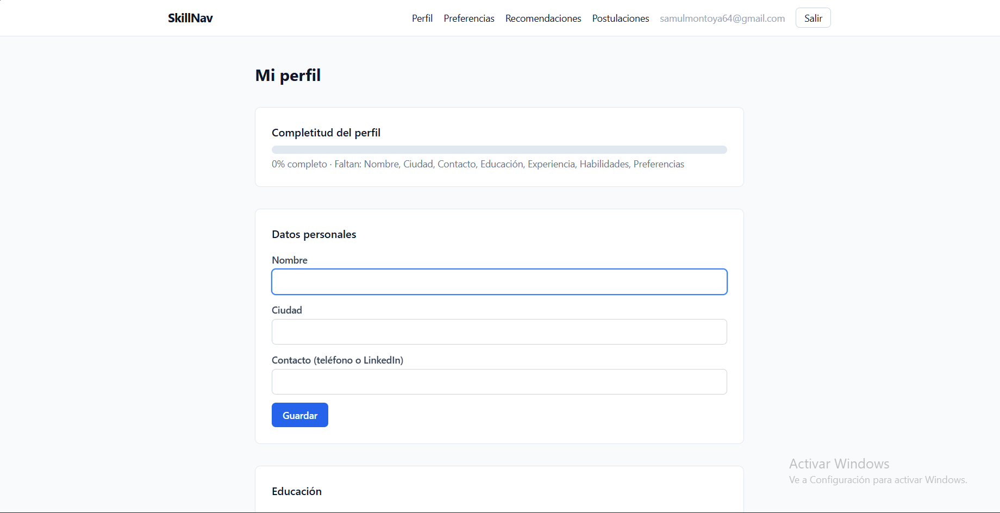 SkillNav
Perfil Preferencias Recomendaciones Postulaciones samulmontoya64@gmail.com Salir
Mi perfil
Completitud del perfil
0% completo · Faltan: Nombre, Ciudad, Contacto, Educación, Experiencia, Habilidades, Preferencias
Datos personales
Nombre
Ciudad
Contacto (teléfono o LinkedIn)
Guardar
Educación
Activar Windows
Ve a Configuración para activar Windows.